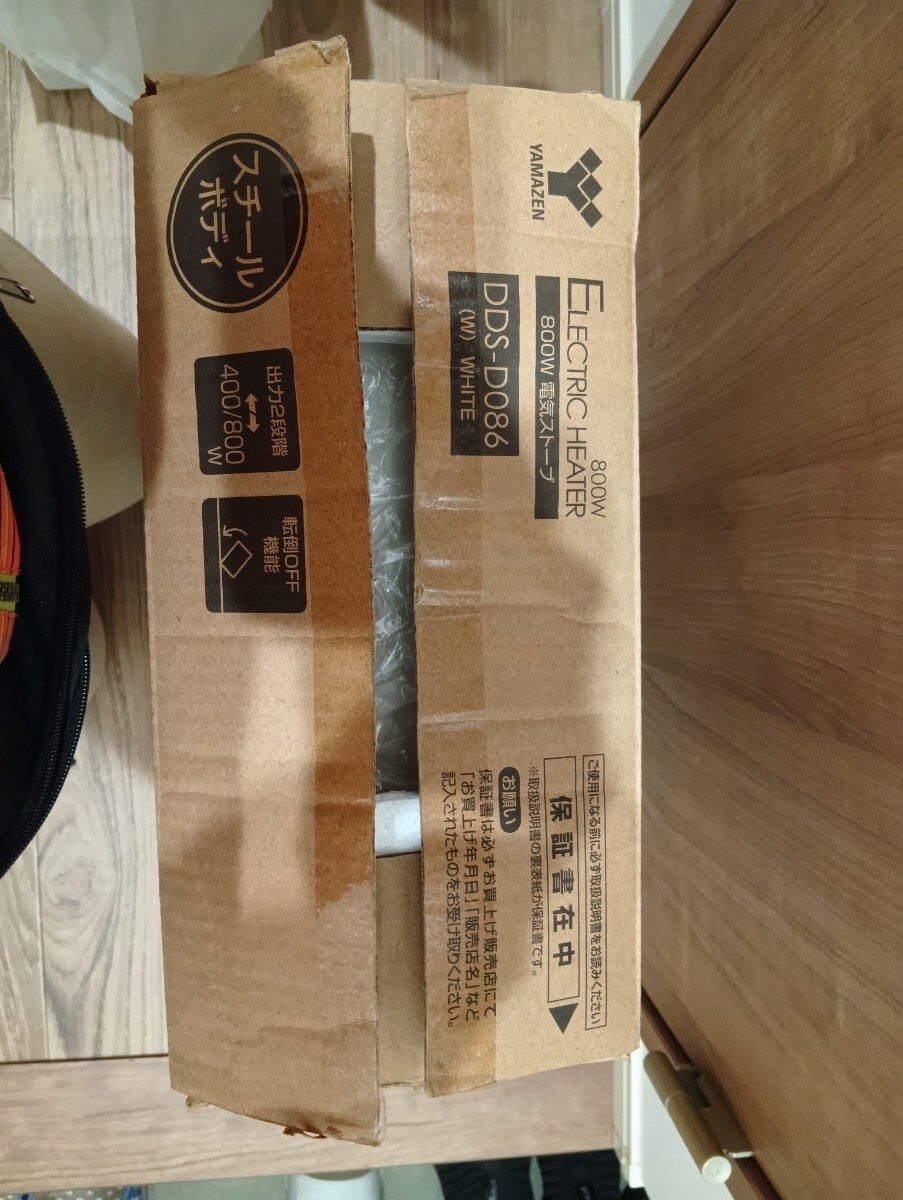 YAMAZEN
800W
ELECTRIC HEATER
800W 電気ストーブ
DDS-D086
(W) WHITE
ご使用になる前に必ず取扱説明書をお読みください
保証書在中
※取扱説明書の裏表紙が保証書です。
お願い
保証書は必ずお買上げ販売店にて
「お買上げ年月日」「販売店名」など
記入されたものをお受け取りください。
スチール
ボディ
出力2段階
400/800W
転倒OFF
機能